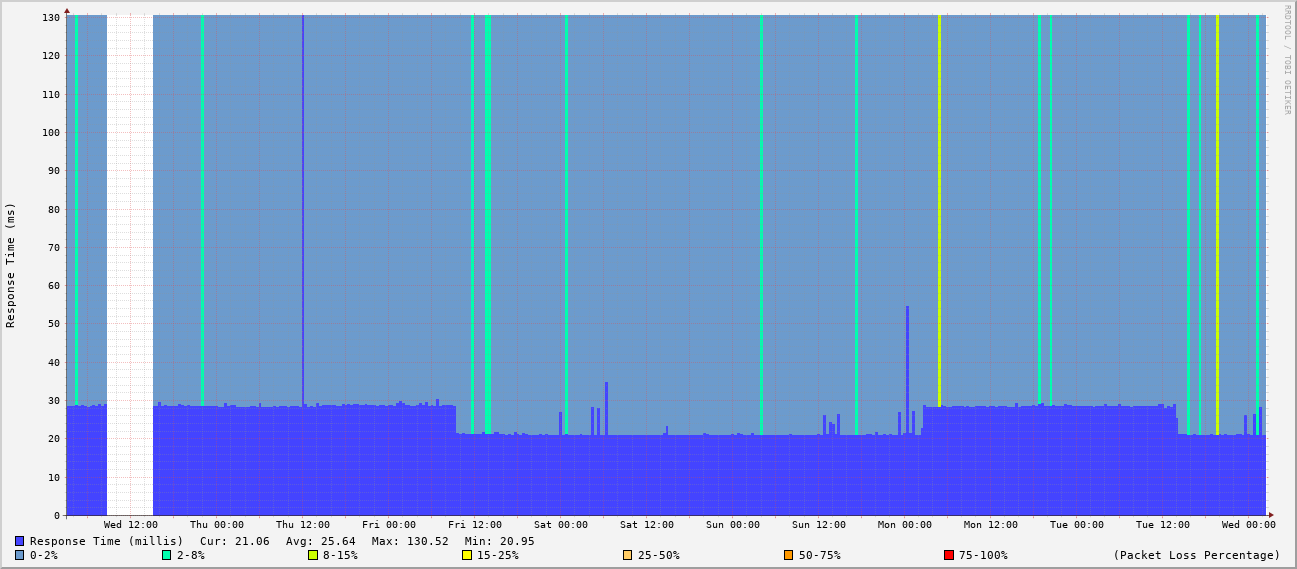 130
120
110
100
90
80
70
60
50
40
30
20
10
0
Response Time (ms)
RRDTOOL / TOBI OETIKER
Wed 12:00 Thu 00:00 Thu 12:00 Fri 00:00 Fri 12:00 Sat 00:00 Sat 12:00 Sun 00:00 Sun 12:00 Mon 00:00 Mon 12:00 Tue 00:00 Tue 12:00 Wed 00:00
Response Time (millis) Cur: 21.06 Avg: 25.64 Max: 130.52 Min: 20.95
0-2% 2-8% 8-15% 15-25% 25-50% 50-75% 75-100% (Packet Loss Percentage)